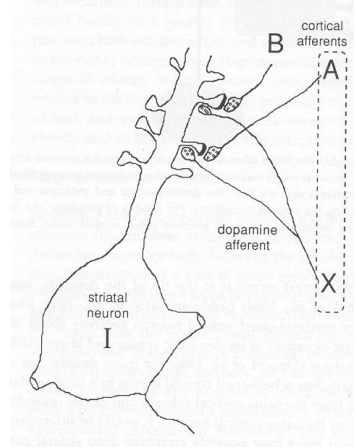 cortical
afferents
B
A
dopamine
afferent
X
striatal
neuron
I